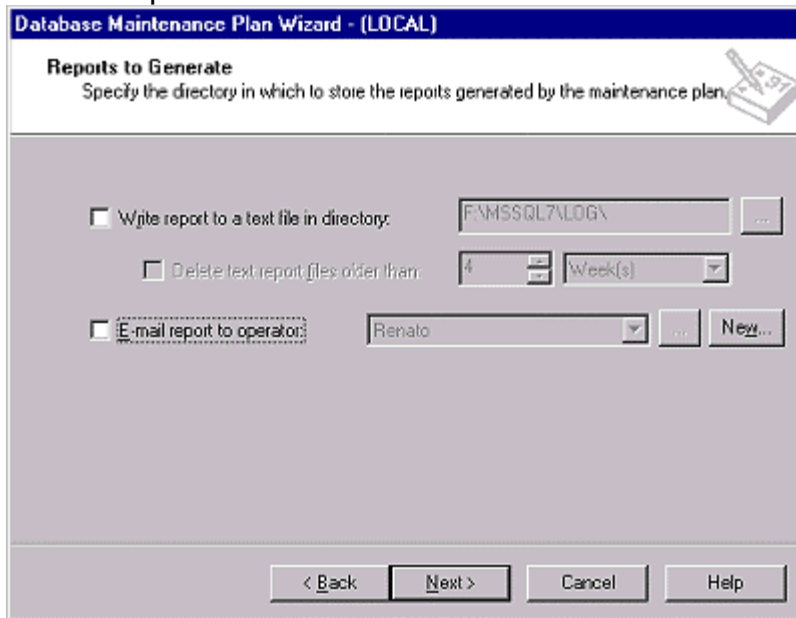 Database Maintenance Plan Wizard - (LOCAL)
Reports to Generate
Specify the directory in which to store the reports generated by the maintenance plan.
Write report to a text file in directory: F:\MSSQL7\LOG\ ...
Delete text report files older than: 4 Week(s)
E-mail report to operator: Renato ... New...
< Back Next > Cancel Help